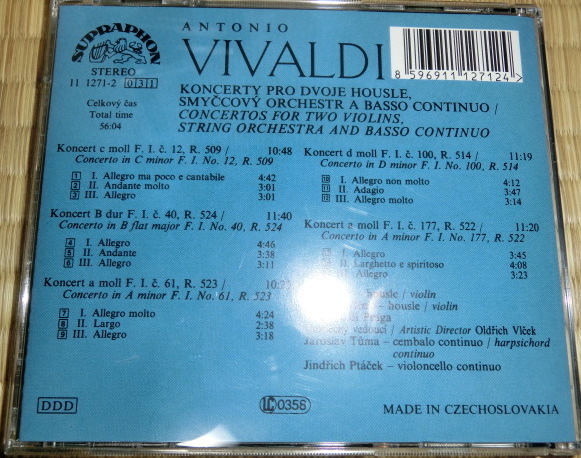 SUPRAPHON
STEREO
11 1271-2 0 3 1
Celkový čas
Total time
56:04
ANTONIO
VIVALDI
8 596911 127124 >
KONCERTY PRO DVOJE HOUSLE,
SMYČCOVÝ ORCHESTR A BASSO CONTINUO /
CONCERTOS FOR TWO VIOLINS,
STRING ORCHESTRA AND BASSO CONTINUO
Koncert c moll F. I. č. 12, R. 509 / 10:48
Concerto in C minor F. I. No. 12, R. 509
1 I. Allegro ma poco e cantabile 4:42
2 II. Andante molto 3:01
3 III. Allegro 3:01
Koncert B dur F. I. č. 40, R. 524 / 11:40
Concerto in B flat major F. I. No. 40, R. 524
4 I. Allegro 4:46
5 II. Andante 3:38
6 III. Allegro 3:11
Koncert a moll F. I. č. 61, R. 523 /
Concerto in A minor F. I. No. 61, R. 523
7 I. Allegro molto 4:24
8 II. Largo 2:38
9 III. Allegro 3:18
Koncert d moll F. I. č. 100, R. 514 / 11:19
Concerto in D minor F. I. No. 100, R. 514
10 I. Allegro non molto 4:12
11 II. Adagio 3:47
12 III. Allegro molto 3:14
Koncert a moll F. I. č. 177, R. 522 / 11:20
Concerto in A minor F. I. No. 177, R. 522
I. Allegro 3:45
II. Larghetto e spiritoso 4:08
Allegro 3:23
housle / violin
– housle / violin
vedoucí / Artistic Director Oldřich Vlček
Jaroslav Tůma – cembalo continuo / harpsichord
continuo
Jindřich Ptáček – violoncello continuo
DDD
LC 0358
MADE IN CZECHOSLOVAKIA